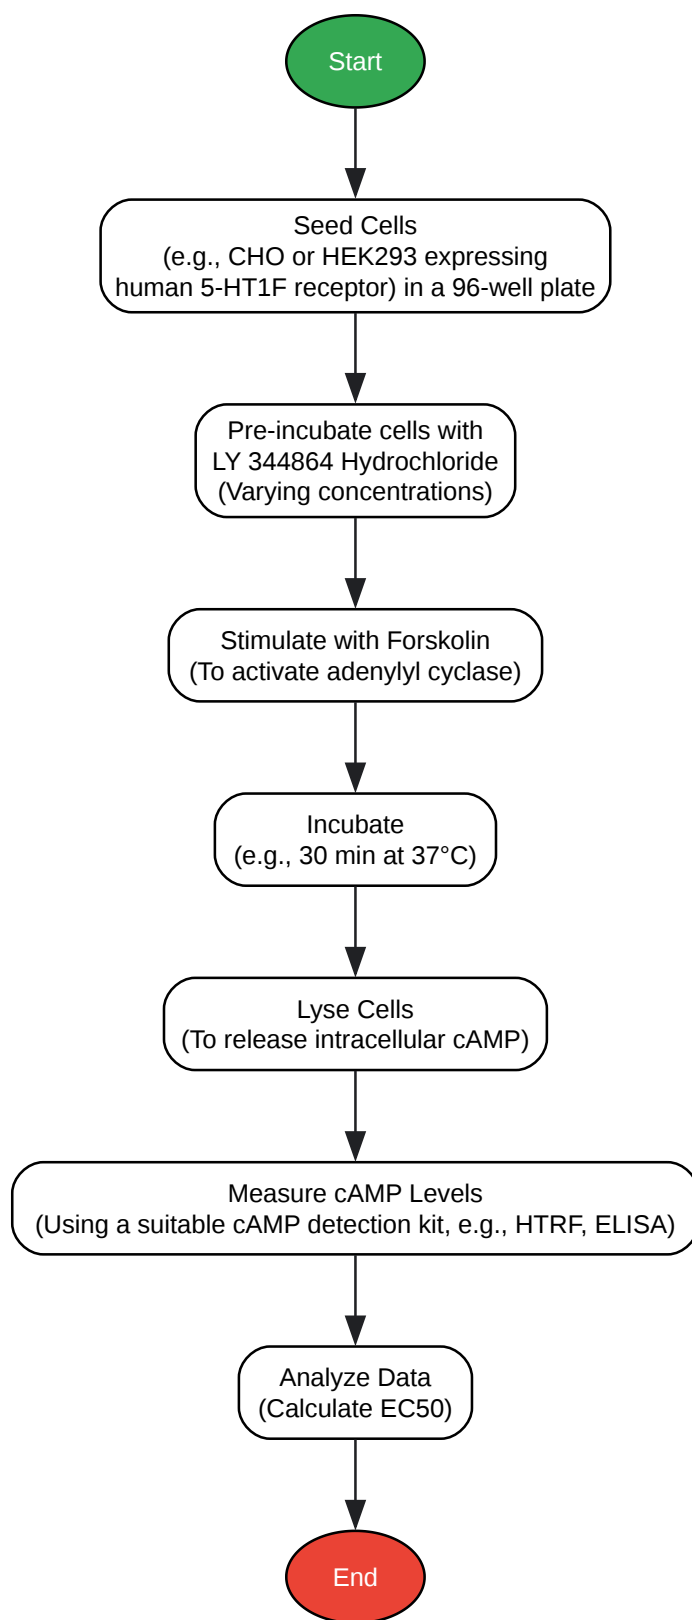 Start
Seed Cells
(e.g., CHO or HEK293 expressing
human 5-HT1F receptor) in a 96-well plate
Pre-incubate cells with
LY 344864 Hydrochloride
(Varying concentrations)
Stimulate with Forskolin
(To activate adenylyl cyclase)
Incubate
(e.g., 30 min at 37°C)
Lyse Cells
(To release intracellular cAMP)
Measure cAMP Levels
(Using a suitable cAMP detection kit, e.g., HTRF, ELISA)
Analyze Data
(Calculate EC50)
End